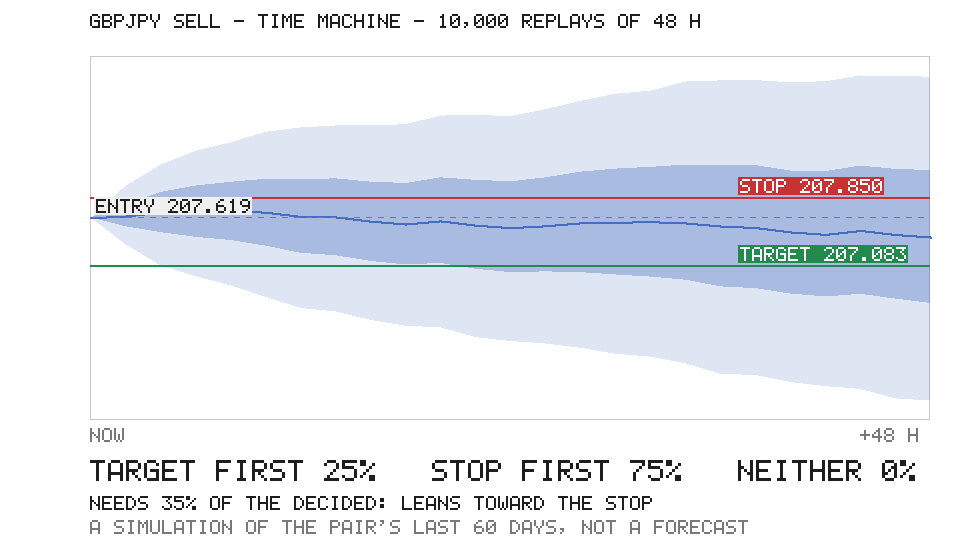 GBPJPY SELL - TIME MACHINE - 10,000 REPLAYS OF 48 H
STOP 207.850
ENTRY 207.619
TARGET 207.083
NOW +48 H
TARGET FIRST 25% STOP FIRST 75% NEITHER 0%
NEEDS 35% OF THE DECIDED: LEANS TOWARD THE STOP
A SIMULATION OF THE PAIR'S LAST 60 DAYS, NOT A FORECAST